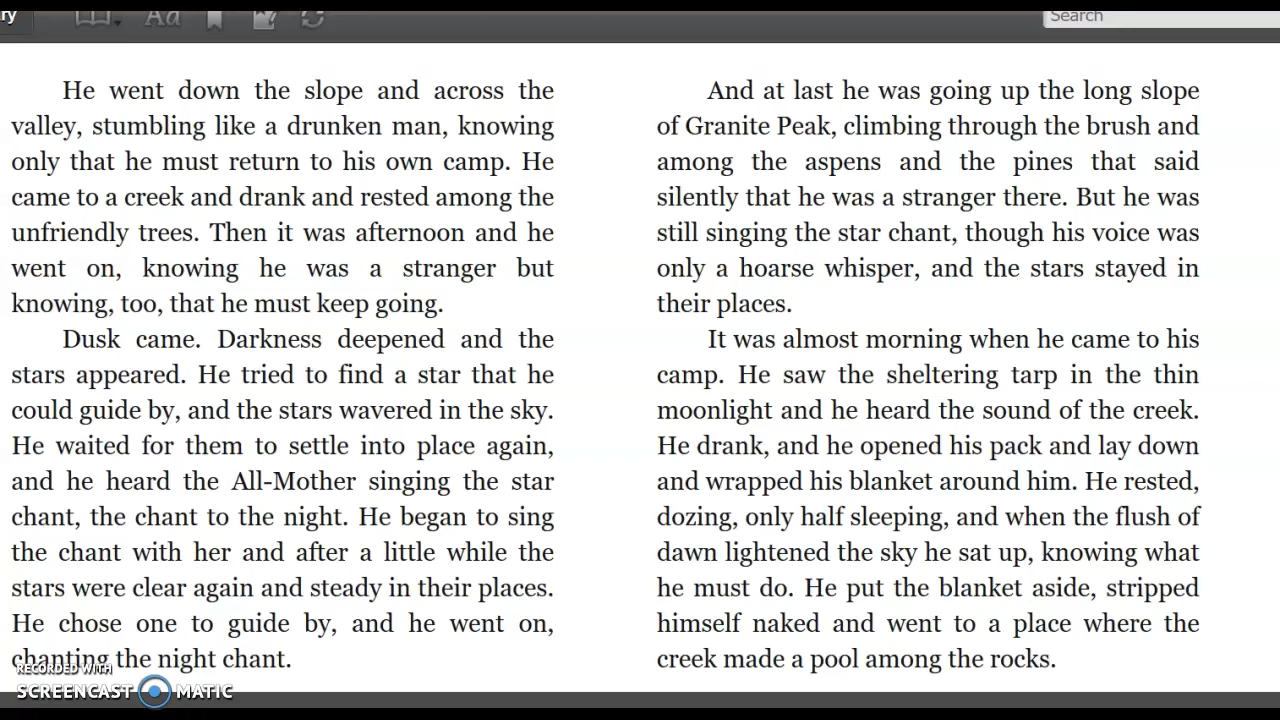 ry
Aa
Search
He went down the slope and across the
valley, stumbling like a drunken man, knowing
only that he must return to his own camp. He
came to a creek and drank and rested among the
unfriendly trees. Then it was afternoon and he
went on, knowing he was a stranger but
knowing, too, that he must keep going.
Dusk came. Darkness deepened and the
stars appeared. He tried to find a star that he
could guide by, and the stars wavered in the sky.
He waited for them to settle into place again,
and he heard the All-Mother singing the star
chant, the chant to the night. He began to sing
the chant with her and after a little while the
stars were clear again and steady in their places.
He chose one to guide by, and he went on,
chanting the night chant.
And at last he was going up the long slope
of Granite Peak, climbing through the brush and
among the aspens and the pines that said
silently that he was a stranger there. But he was
still singing the star chant, though his voice was
only a hoarse whisper, and the stars stayed in
their places.
It was almost morning when he came to his
camp. He saw the sheltering tarp in the thin
moonlight and he heard the sound of the creek.
He drank, and he opened his pack and lay down
and wrapped his blanket around him. He rested,
dozing, only half sleeping, and when the flush of
dawn lightened the sky he sat up, knowing what
he must do. He put the blanket aside, stripped
himself naked and went to a place where the
creek made a pool among the rocks.
RECORDED WITH
SCREENCAST MATIC